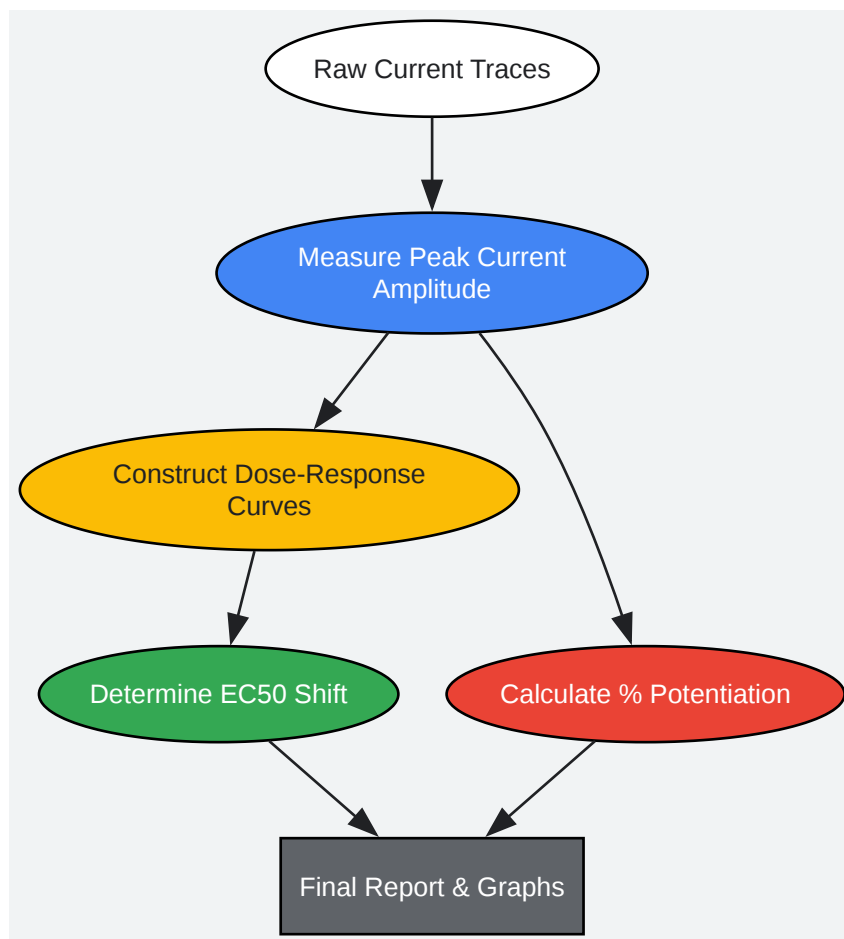 Raw Current Traces
Measure Peak Current
Amplitude
Construct Dose-Response
Curves
Determine EC50 Shift
Calculate % Potentiation
Final Report & Graphs